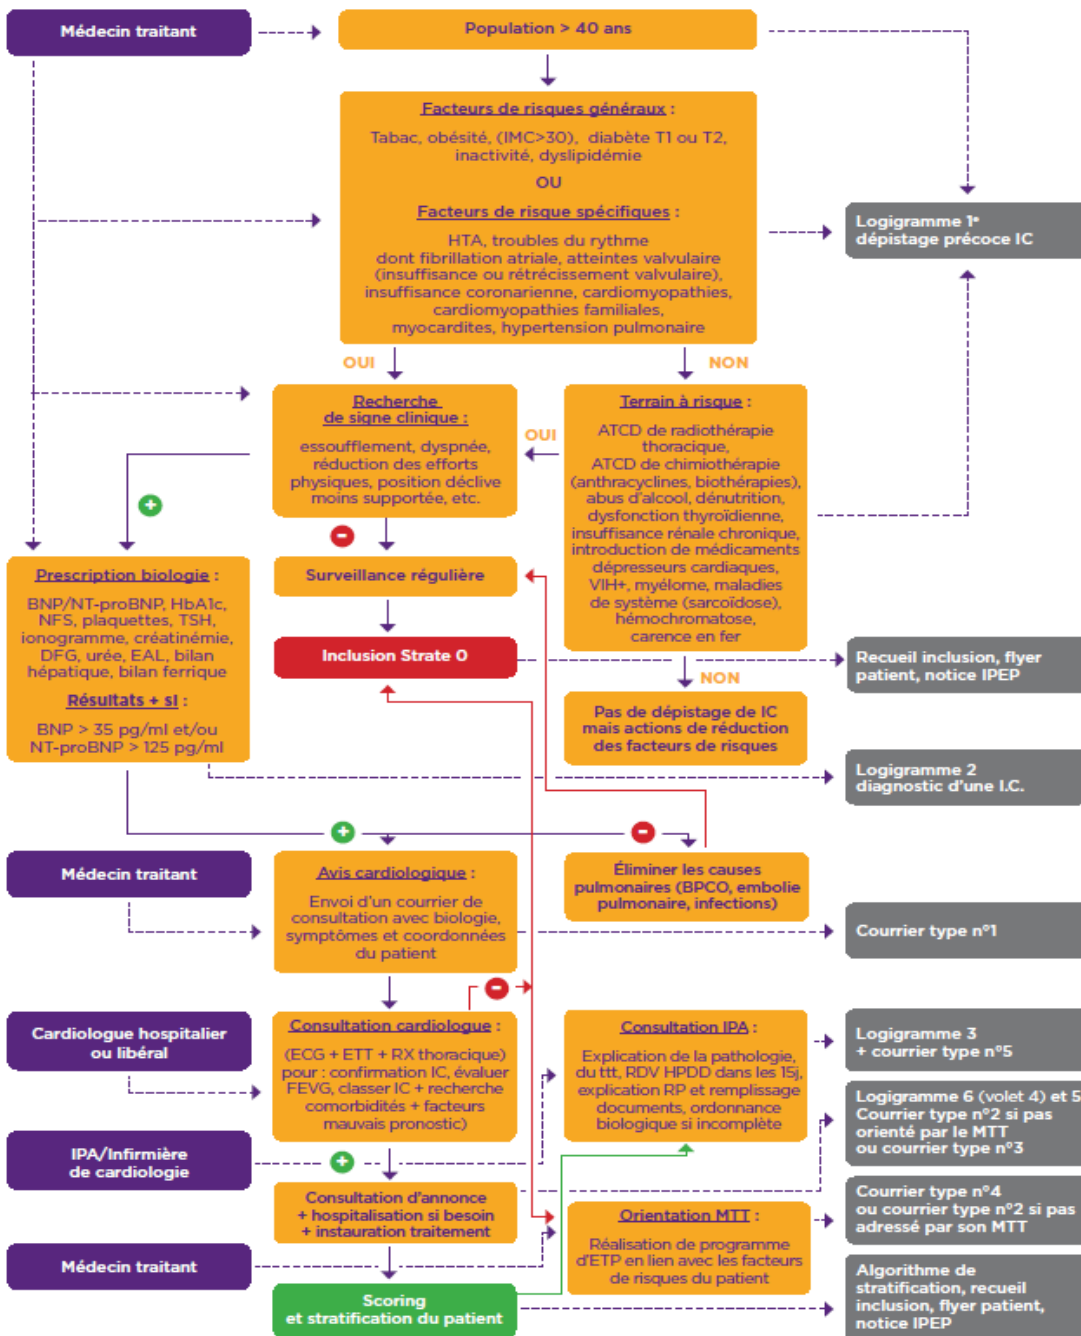 Médecin traitant
Population > 40 ans
Facteurs de risques généraux :
Tabac, obésité, (IMC>30), diabète T1 ou T2,
inactivité, dyslipidémie
OU
Facteurs de risque spécifiques :
HTA, troubles du rythme
dont fibrillation atriale, atteintes valvulaire
(insuffisance ou rétrécissement valvulaire),
insuffisance coronarienne, cardiomyopathies,
cardiomyopathies familiales,
myocardites, hypertension pulmonaire
Logigramme 1e
dépistage précoce IC
OUI
NON
Recherche
de signe clinique :
essoufflement, dyspnée,
réduction des efforts
physiques, position déclive
moins supportée, etc.
OUI
Terrain à risque :
ATCD de radiothérapie
thoracique,
ATCD de chimiothérapie
(anthracyclines, biothérapies),
abus d'alcool, dénutrition,
dysfonction thyroïdienne,
insuffisance rénale chronique,
introduction de médicaments
dépresseurs cardiaques,
VIH+, myélome, maladies
de système (sarcoïdose),
hémochromatose,
carence en fer
+
-
Prescription biologie :
BNP/NT-proBNP, HbA1c,
NFS, plaquettes, TSH,
ionogramme, créatinémie,
DFG, urée, EAL, bilan
hépatique, bilan ferrique
Résultats + si :
BNP > 35 pg/ml et/ou
NT-proBNP > 125 pg/ml
Surveillance régulière
Inclusion Strate 0
Recueil inclusion, flyer
patient, notice IPEP
NON
Pas de dépistage de IC
mais actions de réduction
des facteurs de risques
Logigramme 2
diagnostic d'une I.C.
+
-
Médecin traitant
Avis cardiologique :
Envoi d'un courrier de
consultation avec biologie,
symptômes et coordonnées
du patient
Éliminer les causes
pulmonaires (BPCO, embolie
pulmonaire, infections)
Courrier type n°1
-
Cardiologue hospitalier
ou libéral
Consultation cardiologue :
(ECG + ETT + RX thoracique)
pour : confirmation IC, évaluer
FEVG, classer IC + recherche
comorbidités + facteurs
mauvais pronostic)
Consultation IPA :
Explication de la pathologie,
du ttt, RDV HPDD dans les 15j,
explication RP et remplissage
documents, ordonnance
biologique si incomplète
Logigramme 3
+ courrier type n°5
Logigramme 6 (volet 4) et 5
Courrier type n°2 si pas
orienté par le MTT
ou courrier type n°3
IPA/Infirmière
de cardiologie
+
Consultation d'annonce
+ hospitalisation si besoin
+ instauration traitement
Orientation MTT :
Réalisation de programme
d'ETP en lien avec les facteurs
de risques du patient
Courrier type n°4
ou courrier type n°2 si pas
adressé par son MTT
Médecin traitant
Scoring
et stratification du patient
Algorithme de
stratification, recueil
inclusion, flyer patient,
notice IPEP